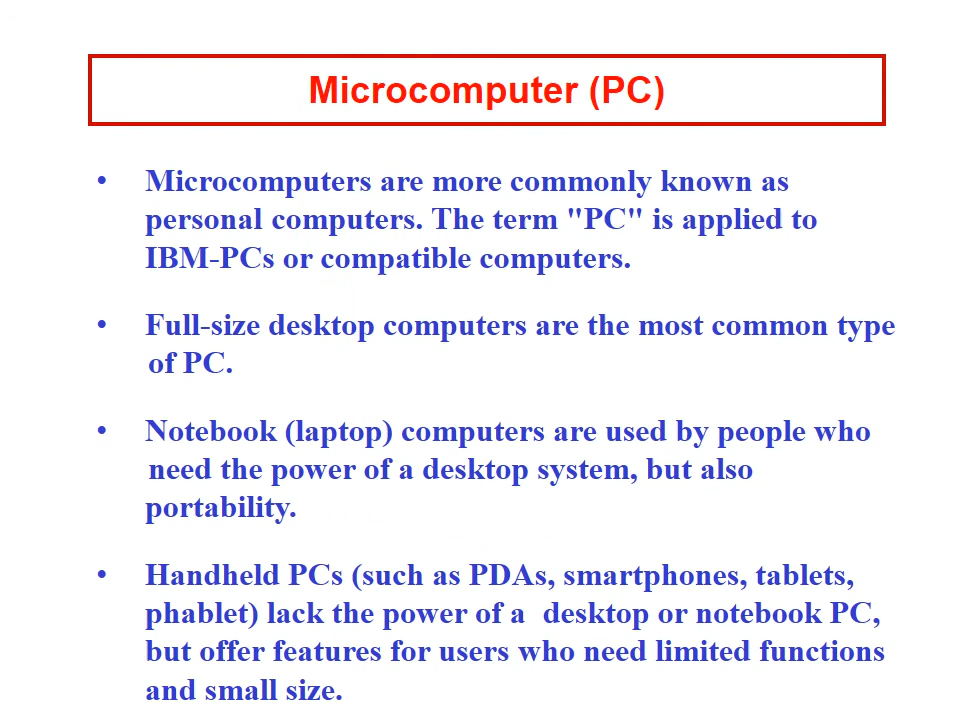 Microcomputer (PC)
• Microcomputers are more commonly known as
personal computers. The term "PC" is applied to
IBM-PCs or compatible computers.
• Full-size desktop computers are the most common type
of PC.
• Notebook (laptop) computers are used by people who
need the power of a desktop system, but also
portability.
• Handheld PCs (such as PDAs, smartphones, tablets,
phablet) lack the power of a  desktop or notebook PC,
but offer features for users who need limited functions
and small size.